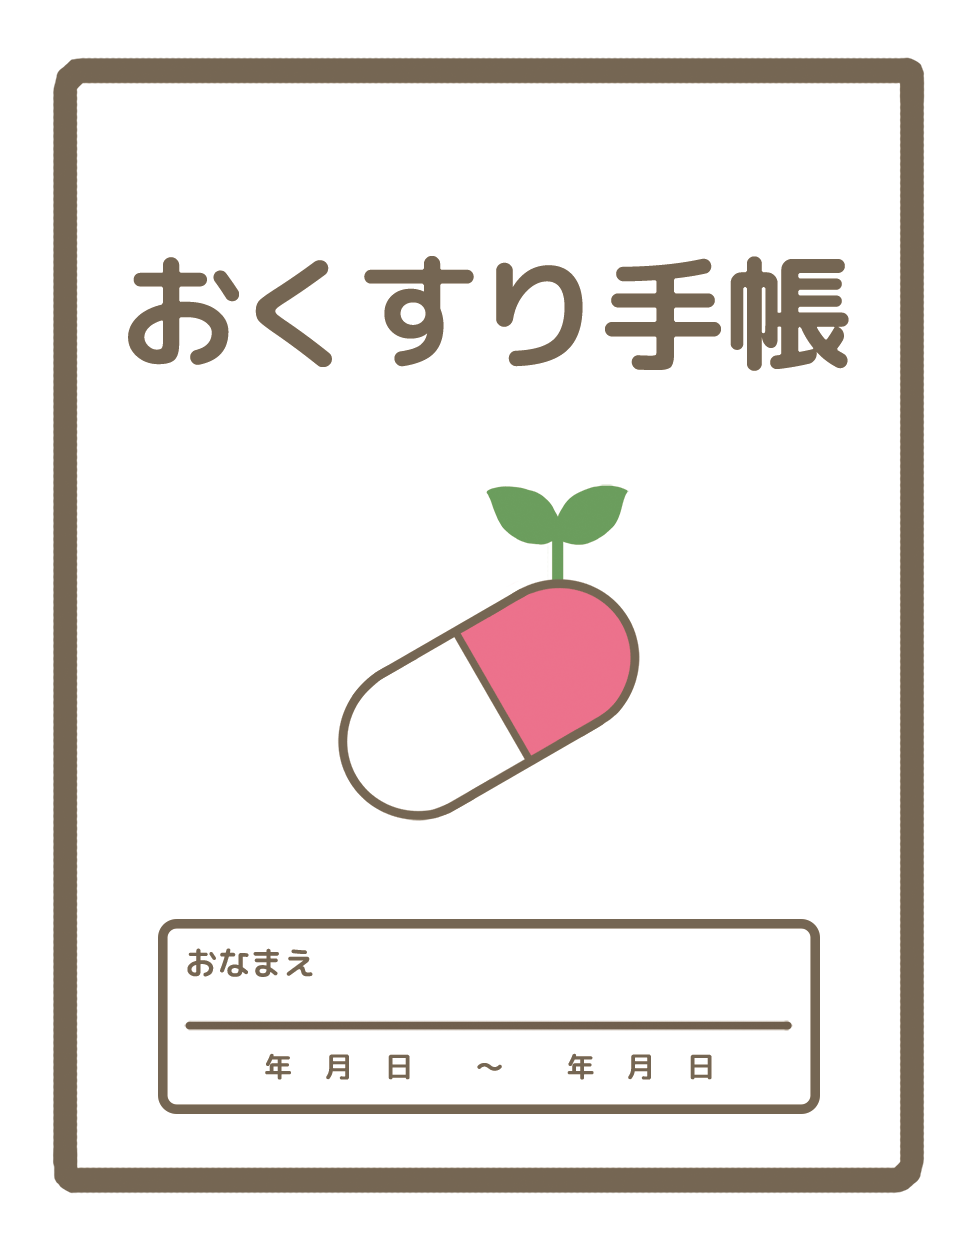 おくすり手帳
おなまえ
年 月 日 ～ 年 月 日